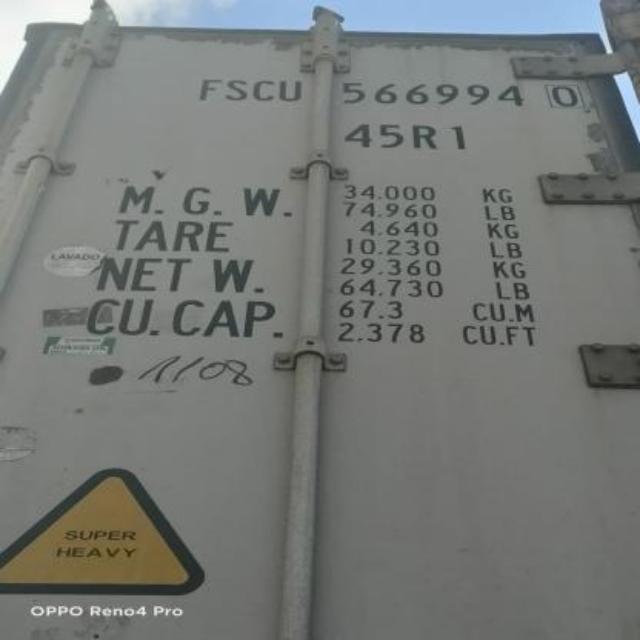 FSCU 566994 0
45R1
M. G. W. 34.000 KG
74.960 LB
TARE 4.640 KG
10.230 LB
NET W. 29.360 KG
64.730 LB
CU. CAP. 67.3 CU.M
2.378 CU.FT
LAVADO
1108
SUPER
HEAVY
OPPO Reno4 Pro